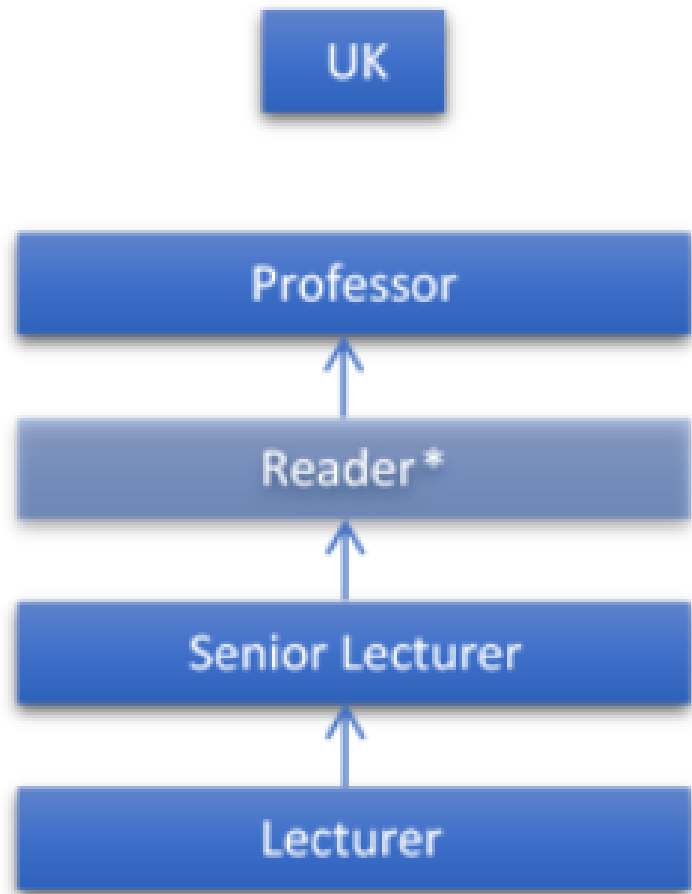 UK
Professor
Reader *
Senior Lecturer
Lecturer